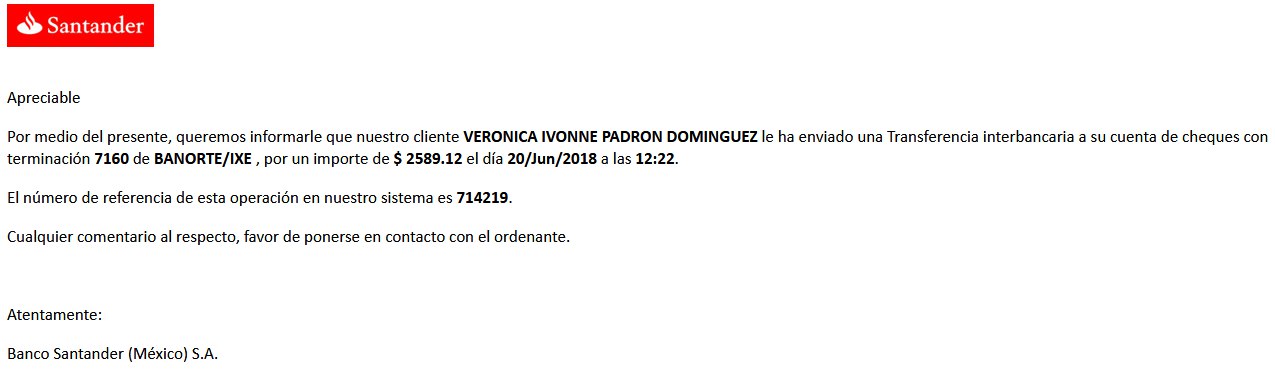 Santander
Apreciable
Por medio del presente, queremos informarle que nuestro cliente VERONICA IVONNE PADRON DOMINGUEZ le ha enviado una Transferencia interbancaria a su cuenta de cheques con
terminación 7160 de BANORTE/IXE , por un importe de $ 2589.12 el día 20/Jun/2018 a las 12:22.
El número de referencia de esta operación en nuestro sistema es 714219.
Cualquier comentario al respecto, favor de ponerse en contacto con el ordenante.
Atentamente:
Banco Santander (México) S.A.